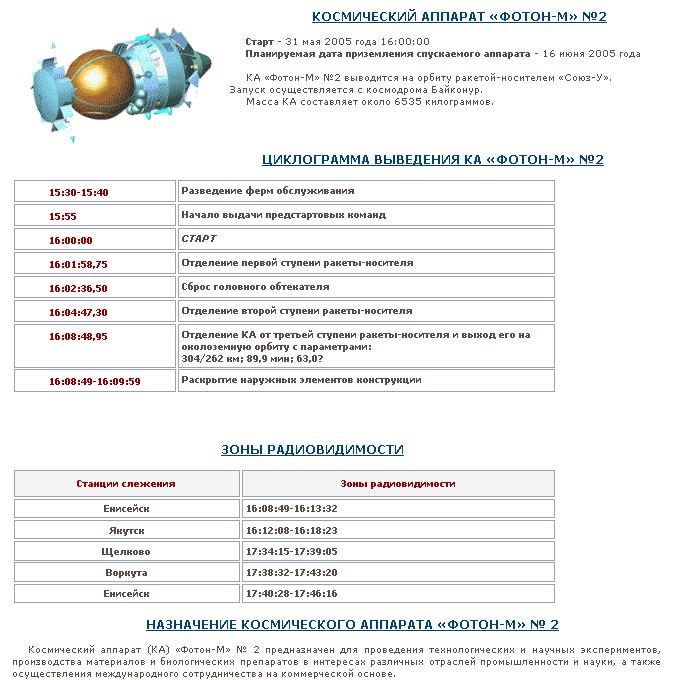 КОСМИЧЕСКИЙ АППАРАТ «ФОТОН-М» №2
Старт - 31 мая 2005 года 16:00:00
Планируемая дата приземления спускаемого аппарата - 16 июня 2005 года
КА «Фотон-М» №2 выводится на орбиту ракетой-носителем «Союз-У».
Запуск осуществляется с космодрома Байконур.
Масса КА составляет около 6535 килограммов.
ЦИКЛОГРАММА ВЫВЕДЕНИЯ КА «ФОТОН-М» №2
15:30-15:40 Разведение ферм обслуживания
15:55 Начало выдачи предстартовых команд
16:00:00 СТАРТ
16:01:58,75 Отделение первой ступени ракеты-носителя
16:02:36,50 Сброс головного обтекателя
16:04:47,30 Отделение второй ступени ракеты-носителя
16:08:48,95 Отделение КА от третьей ступени ракеты-носителя и выход его на
околоземную орбиту с параметрами:
304/262 км; 89,9 мин; 63,0?
16:08:49-16:09:59 Раскрытие наружных элементов конструкции
ЗОНЫ РАДИОВИДИМОСТИ
Станции слежения Зоны радиовидимости
Енисейск 16:08:49-16:13:32
Якутск 16:12:08-16:18:23
Щелково 17:34:15-17:39:05
Воркута 17:38:32-17:43:20
Енисейск 17:40:28-17:46:16
НАЗНАЧЕНИЕ КОСМИЧЕСКОГО АППАРАТА «ФОТОН-М» № 2
Космический аппарат (КА) «Фотон-М» № 2 предназначен для проведения технологических и научных экспериментов,
производства материалов и биологических препаратов в интересах различных отраслей промышленности и науки, а также
осуществления международного сотрудничества на коммерческой основе.